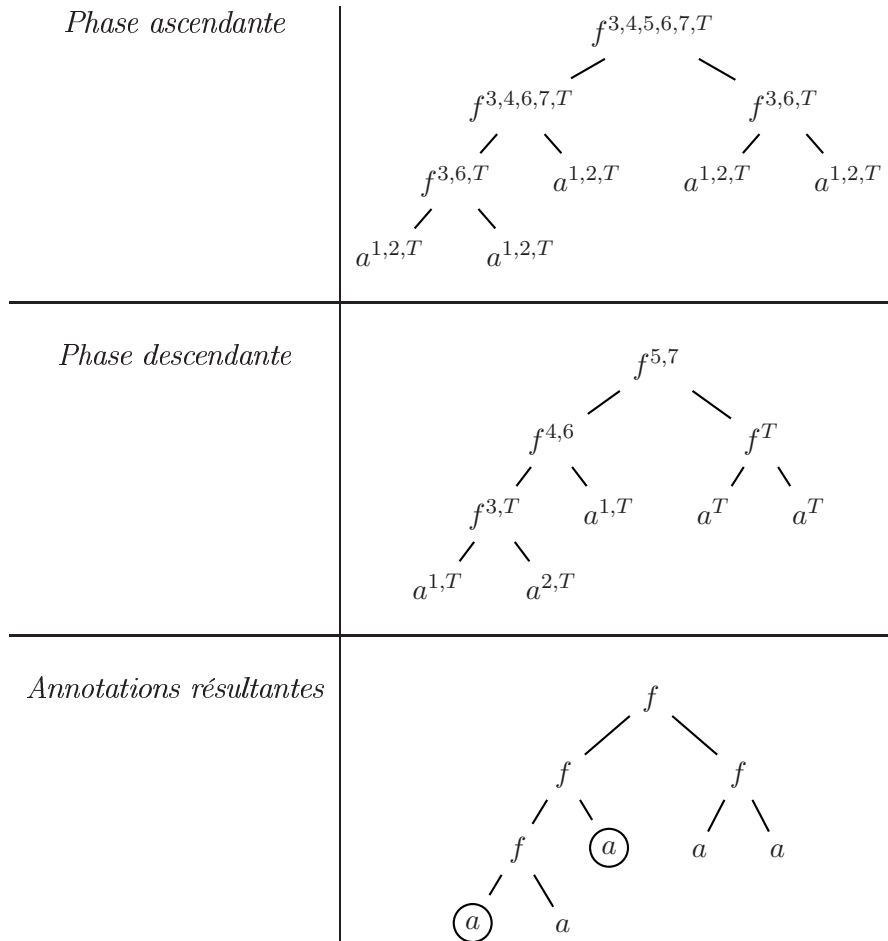 Phase ascendante
f^{3,4,5,6,7,T}
f^{3,4,6,7,T} f^{3,6,T}
f^{3,6,T} a^{1,2,T} a^{1,2,T} a^{1,2,T}
a^{1,2,T} a^{1,2,T}
Phase descendante
f^{5,7}
f^{4,6} f^{T}
f^{3,T} a^{1,T} a^{T} a^{T}
a^{1,T} a^{2,T}
Annotations résultantes
f
f f
f a a a
a a